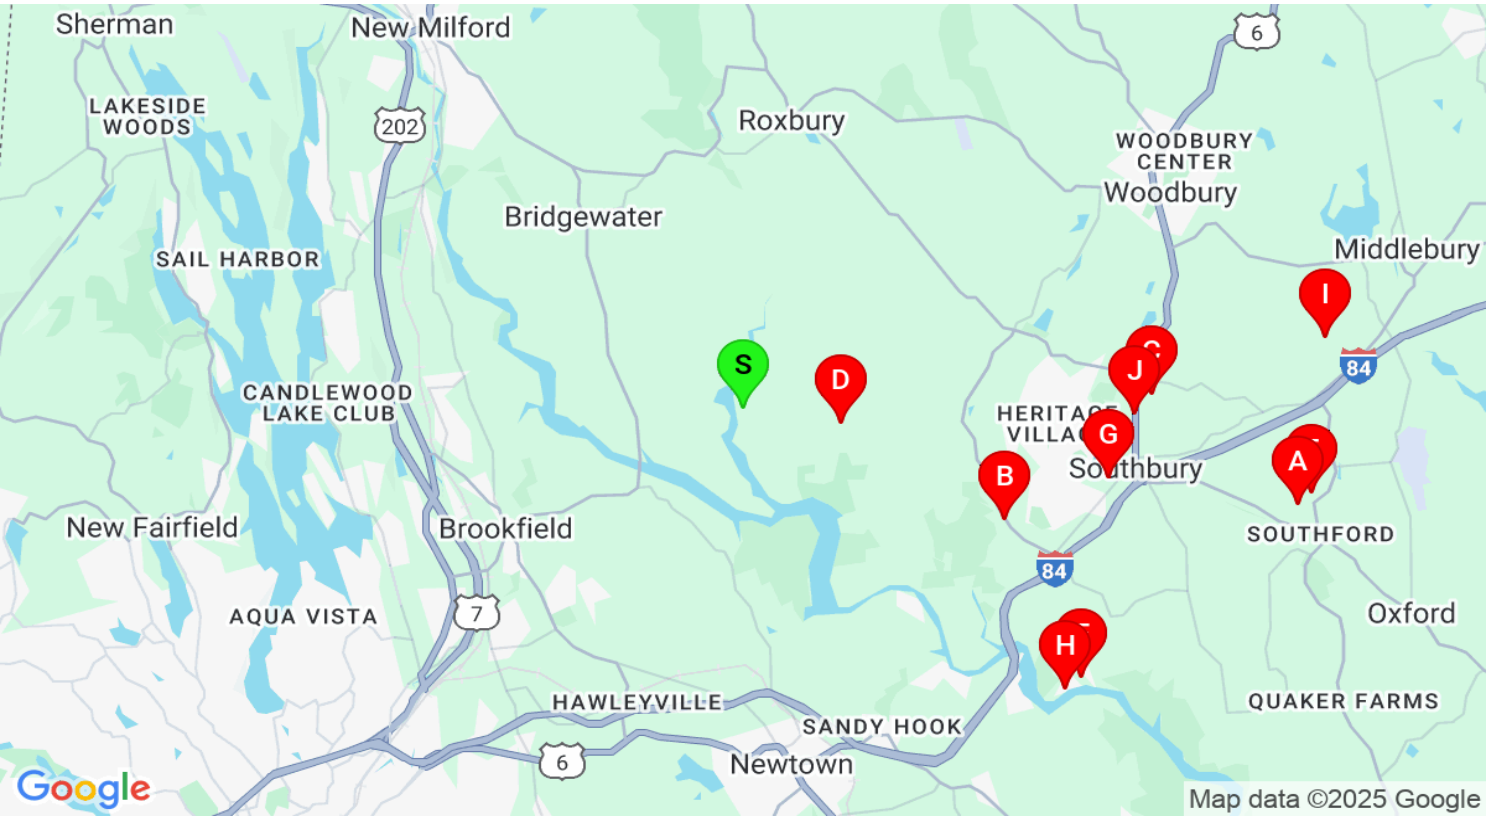 Sherman
New Milford
6
LAKESIDE
WOODS
202
Roxbury
WOODBURY
CENTER
Woodbury
Bridgewater
SAIL HARBOR
Middlebury
I
S
D
J
84
CANDLEWOOD
LAKE CLUB
HERITAGE
G
A
B
Southbury
New Fairfield
Brookfield
SOUTHFORD
84
AQUA VISTA
7
Oxford
H
HAWLEYVILLE
QUAKER FARMS
SANDY HOOK
6
Newtown
Google
Map data ©2025 Google